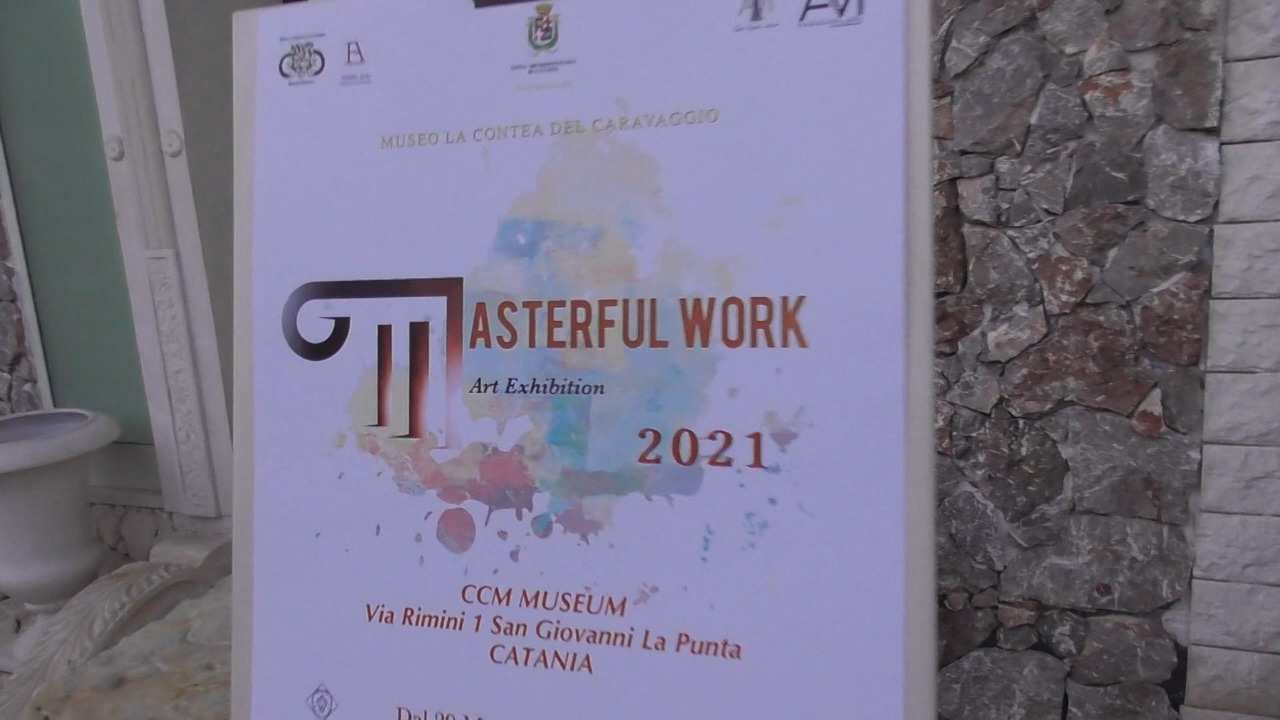 MUSEO LA CONTEA DEL CARAVAGGIO
MASTERFUL WORK
Art Exhibition
2021
CCM MUSEUM
Via Rimini 1 San Giovanni La Punta
CATANIA